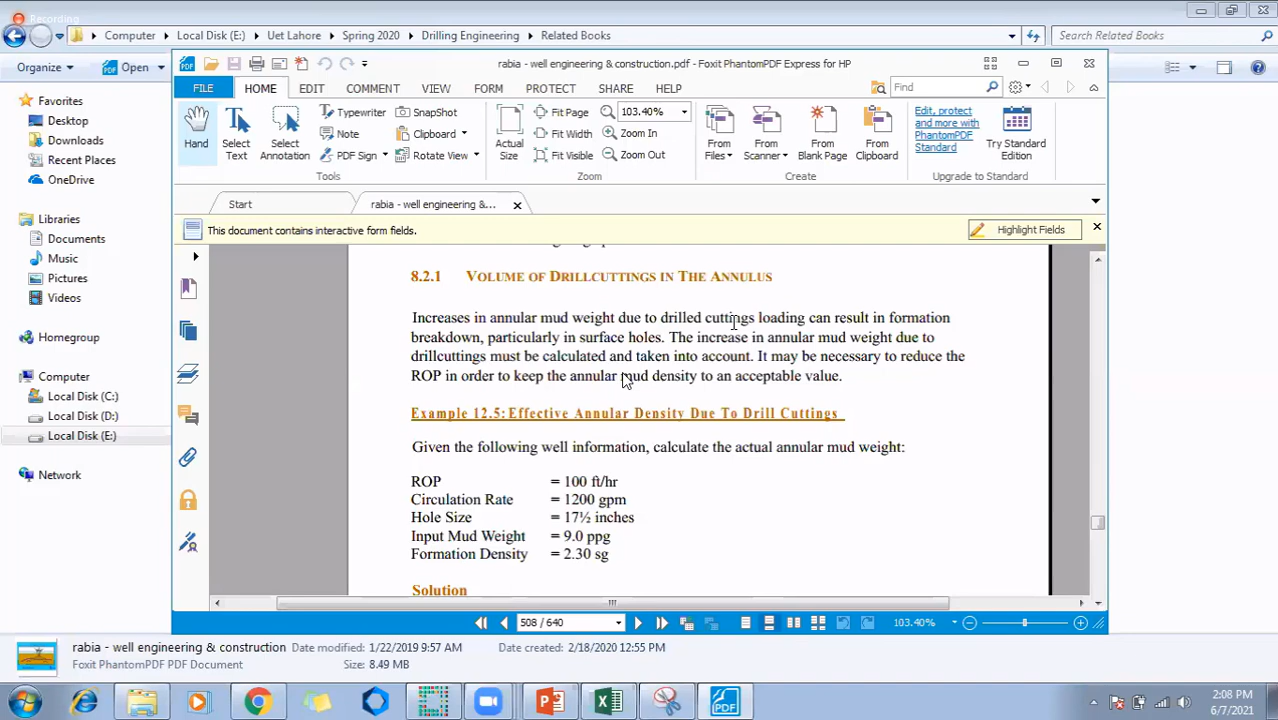 Recording
Computer Local Disk (E:) Uet Lahore Spring 2020 Drilling Engineering Related Books Search Related Books
Organize Open
rabia - well engineering & construction.pdf - Foxit PhantomPDF Express for HP
FILE HOME EDIT COMMENT VIEW FORM PROTECT SHARE HELP Find
Hand
Select Text
Select Annotation
SnapShot
Note
Clipboard
PDF Sign
Rotate View
Tools
Actual Size
Fit Page
Fit Width
Fit Visible
103.40%
Zoom In
Zoom Out
Zoom
From Files
From Scanner
From Blank Page
From Clipboard
Create
Edit, protect and more with PhantomPDF Standard
Try Standard Edition
Upgrade to Standard
Start rabia - well engineering &...
This document contains interactive form fields. Highlight Fields
Favorites
Desktop
Downloads
Recent Places
OneDrive
Libraries
Documents
Music
Pictures
Videos
Homegroup
Computer
Local Disk (C:)
Local Disk (D:)
Local Disk (E:)
Network
8.2.1 VOLUME OF DRILLCUTTINGS IN THE ANNULUS
Increases in annular mud weight due to drilled cuttings loading can result in formation
breakdown, particularly in surface holes. The increase in annular mud weight due to
drillcuttings must be calculated and taken into account. It may be necessary to reduce the
ROP in order to keep the annular mud density to an acceptable value.
Example 12.5: Effective Annular Density Due To Drill Cuttings
Given the following well information, calculate the actual annular mud weight:
ROP = 100 ft/hr
Circulation Rate = 1200 gpm
Hole Size = 17½ inches
Input Mud Weight = 9.0 ppg
Formation Density = 2.30 sg
Solution
508 / 640 103.40%
rabia - well engineering & construction Date modified: 1/22/2019 9:57 AM Date created: 2/18/2020 12:55 PM
Foxit PhantomPDF PDF Document Size: 8.49 MB
2:08 PM
6/7/2021